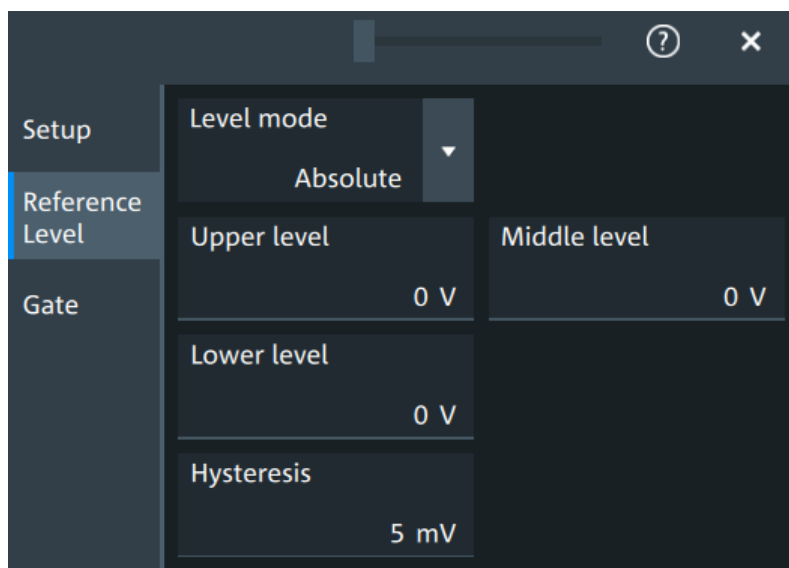 Setup
Reference
Level
Gate
Level mode
Absolute
Upper level
0 V
Middle level
0 V
Lower level
0 V
Hysteresis
5 mV